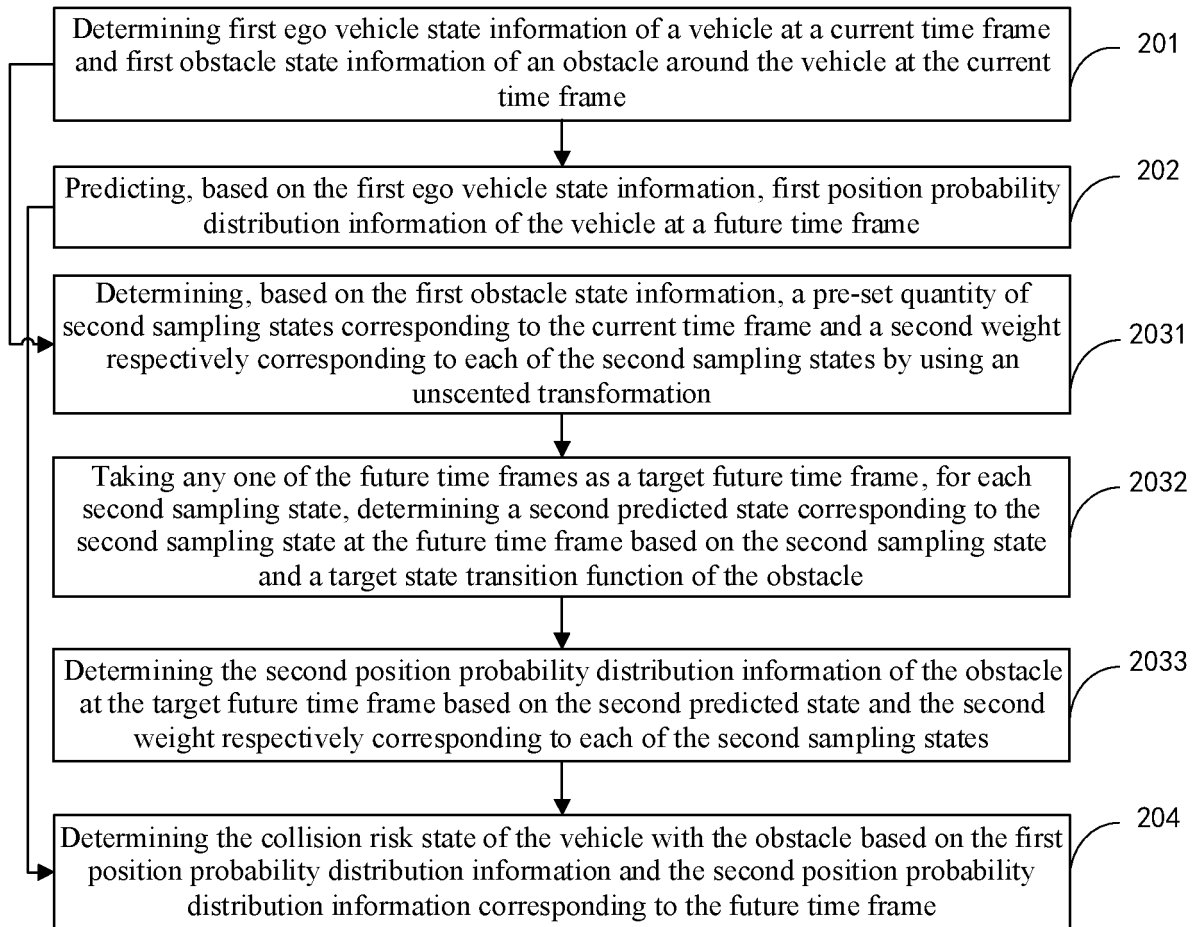 Determining first ego vehicle state information of a vehicle at a current time frame
and first obstacle state information of an obstacle around the vehicle at the current
time frame
201
Predicting, based on the first ego vehicle state information, first position probability
distribution information of the vehicle at a future time frame
202
Determining, based on the first obstacle state information, a pre-set quantity of
second sampling states corresponding to the current time frame and a second weight
respectively corresponding to each of the second sampling states by using an
unscented transformation
2031
Taking any one of the future time frames as a target future time frame, for each
second sampling state, determining a second predicted state corresponding to the
second sampling state at the future time frame based on the second sampling state
and a target state transition function of the obstacle
2032
Determining the second position probability distribution information of the obstacle
at the target future time frame based on the second predicted state and the second
weight respectively corresponding to each of the second sampling states
2033
Determining the collision risk state of the vehicle with the obstacle based on the first
position probability distribution information and the second position probability
distribution information corresponding to the future time frame
204